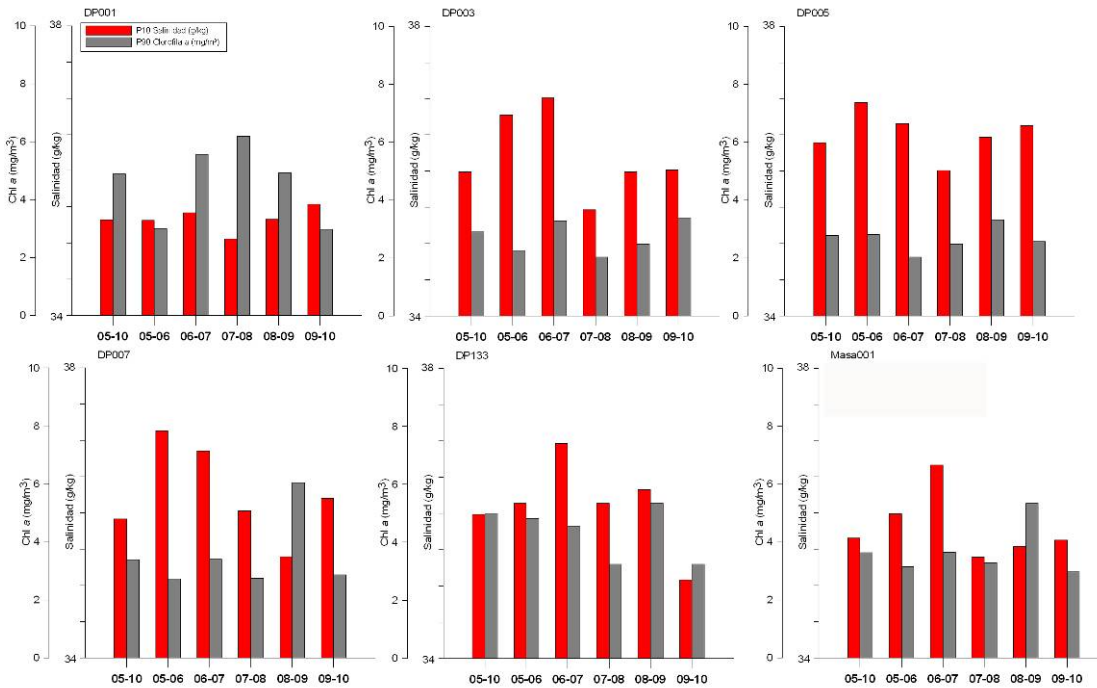 DP001
10
8
6
4
2
0
Chl a (mg/m³)
38
34
Salinidad (g/kg)
P10 Salinidad (g/kg)
P90 Clorofila a (mg/m³)
05-10 05-06 06-07 07-08 08-09 09-10
DP003
10
8
6
4
2
0
Chl a (mg/m³)
38
34
Salinidad (g/kg)
05-10 05-06 06-07 07-08 08-09 09-10
DP005
10
8
6
4
2
0
Chl a (mg/m³)
38
34
Salinidad (g/kg)
05-10 05-06 06-07 07-08 08-09 09-10
DP007
10
8
6
4
2
0
Chl a (mg/m³)
38
34
Salinidad (g/kg)
05-10 05-06 06-07 07-08 08-09 09-10
DP133
10
8
6
4
2
0
Chl a (mg/m³)
38
34
Salinidad (g/kg)
05-10 05-06 06-07 07-08 08-09 09-10
Masa001
10
8
6
4
2
0
Chl a (mg/m³)
38
34
Salinidad (g/kg)
05-10 05-06 06-07 07-08 08-09 09-10